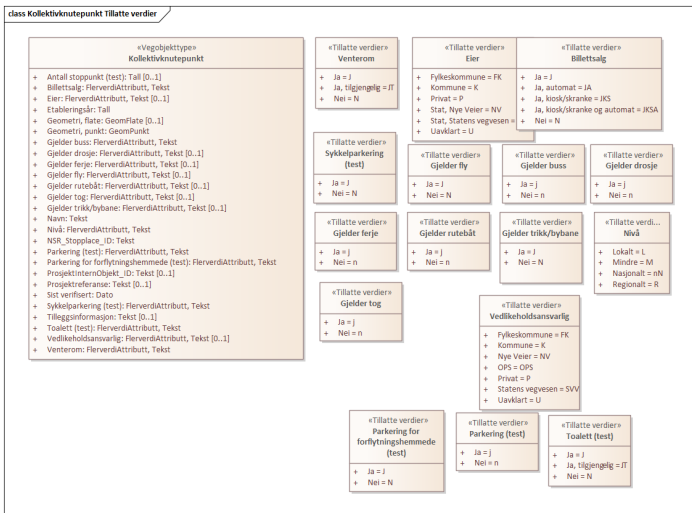 class Kollektivknutepunkt Tillatte verdier
«Vegobjekttype»
Kollektivknutepunkt
+ Antall stoppunkt (test): Tall [0..1]
+ Billettsalg: FlerverdiAttributt, Tekst
+ Eier: FlerverdiAttributt, Tekst [0..1]
+ Etableringsår: Tall
+ Geometri, flate: GeomFlate [0..1]
+ Geometri, punkt: GeomPunkt
+ Gjelder buss: FlerverdiAttributt, Tekst
+ Gjelder drosje: FlerverdiAttributt, Tekst [0..1]
+ Gjelder ferje: FlerverdiAttributt, Tekst [0..1]
+ Gjelder fly: FlerverdiAttributt, Tekst [0..1]
+ Gjelder rutebåt: FlerverdiAttributt, Tekst [0..1]
+ Gjelder tog: FlerverdiAttributt, Tekst [0..1]
+ Gjelder trikk/bybane: FlerverdiAttributt, Tekst [0..1]
+ Navn: Tekst
+ Nivå: FlerverdiAttributt, Tekst
+ NSR_Stopplace_ID: Tekst
+ Parkering (test): FlerverdiAttributt, Tekst
+ Parkering for forflytningshemmede (test): FlerverdiAttributt, Tekst
+ ProsjektInternObjekt_ID: Tekst [0..1]
+ Prosjektreferanse: Tekst [0..1]
+ Sist verifisert: Dato
+ Sykkelparkering (test): FlerverdiAttributt, Tekst
+ Tilleggsinformasjon: Tekst [0..1]
+ Toalett (test): FlerverdiAttributt, Tekst
+ Vedlikeholdsansvarlig: FlerverdiAttributt, Tekst [0..1]
+ Venterom: FlerverdiAttributt, Tekst
«Tillatte verdier»
Venterom
+ Ja = J
+ Ja, tilgjengelig = JT
+ Nei = N
«Tillatte verdier»
Eier
+ Fylkeskommune = FK
+ Kommune = K
+ Privat = P
+ Stat, Nye Veier = NV
+ Stat, Statens vegvesen =
+ Uavklart = U
«Tillatte verdier»
Billettsalg
+ Ja = J
+ Ja, automat = JA
+ Ja, kiosk/skranke = JKS
+ Ja, kiosk/skranke og automat = JKSA
+ Nei = N
«Tillatte verdier»
Sykkelparkering
(test)
+ Ja = J
+ Nei = N
«Tillatte verdier»
Gjelder fly
+ Ja = J
+ Nei = N
«Tillatte verdier»
Gjelder buss
+ Ja = j
+ Nei = n
«Tillatte verdier»
Gjelder drosje
+ Ja = j
+ Nei = n
«Tillatte verdier»
Gjelder ferje
+ Ja = j
+ Nei = n
«Tillatte verdier»
Gjelder rutebåt
+ Ja = j
+ Nei = n
«Tillatte verdier»
Gjelder trikk/bybane
+ Ja = J
+ Nei = N
«Tillatte verdi...
Nivå
+ Lokalt = L
+ Mindre = M
+ Nasjonalt = nN
+ Regionalt = R
«Tillatte verdier»
Gjelder tog
+ Ja = j
+ Nei = n
«Tillatte verdier»
Vedlikeholdsansvarlig
+ Fylkeskommune = FK
+ Kommune = K
+ Nye Veier = NV
+ OPS = OPS
+ Privat = P
+ Statens vegvesen = SVV
+ Uavklart = U
«Tillatte verdier»
Parkering for
forflytningshemmede
(test)
+ Ja = J
+ Nei = N
«Tillatte verdier»
Parkering (test)
+ Ja = j
+ Nei = n
«Tillatte verdier»
Toalett (test)
+ Ja = J
+ Ja, tilgjengelig = JT
+ Nei = N